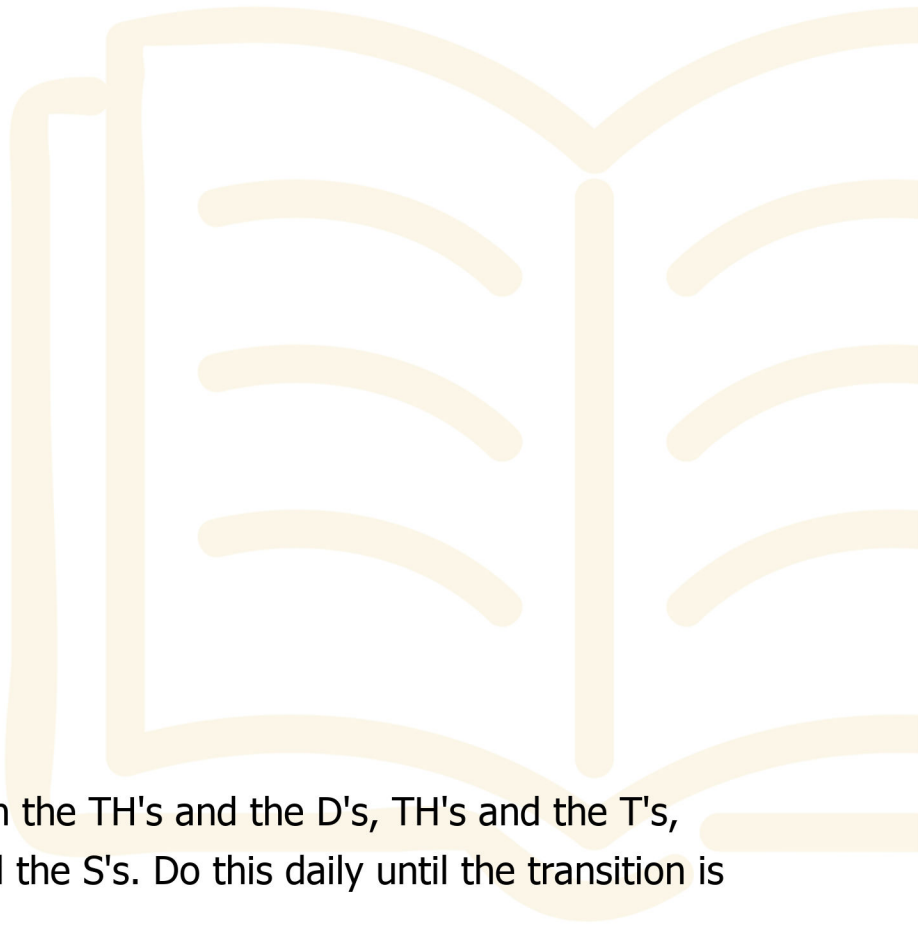 the TH's and the D's, TH's and the T's,
the S's. Do this daily until the transition is